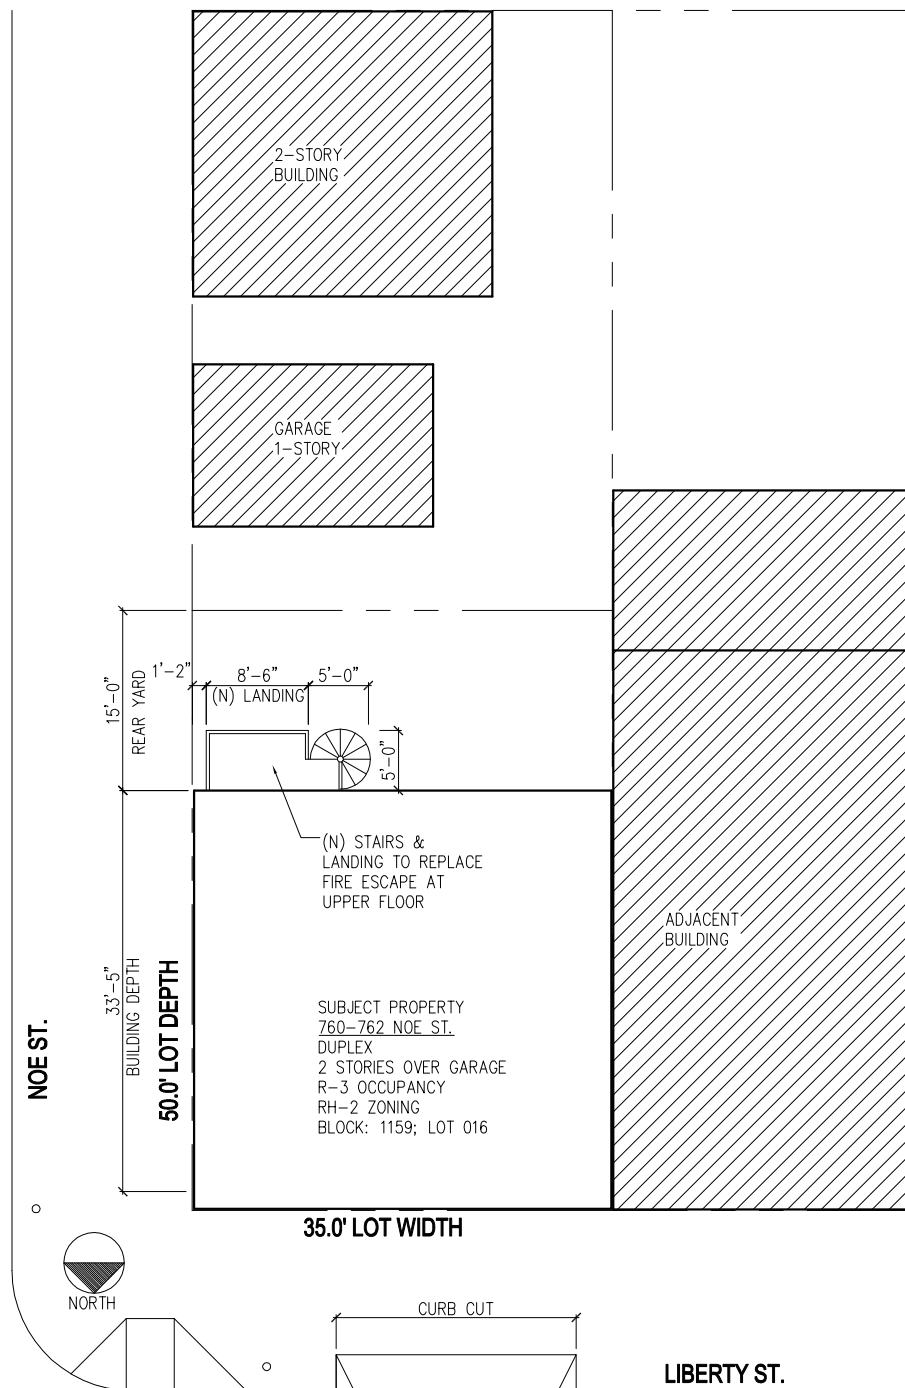 2-STORY
BUILDING
GARAGE
1-STORY
15'-0"
REAR YARD
1'-2"
8'-6"
5'-0"
(N) LANDING
5'-0"
(N) STAIRS &
LANDING TO REPLACE
FIRE ESCAPE AT
UPPER FLOOR
ADJACENT
BUILDING
33'-5"
BUILDING DEPTH
50.0' LOT DEPTH
NOE ST.
SUBJECT PROPERTY
760-762 NOE ST.
DUPLEX
2 STORIES OVER GARAGE
R-3 OCCUPANCY
RH-2 ZONING
BLOCK: 1159; LOT 016
35.0' LOT WIDTH
NORTH
CURB CUT
LIBERTY ST.